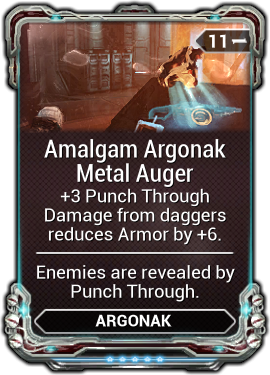 11
Amalgam Argonak
Metal Auger
+3 Punch Through
Damage from daggers
reduces Armor by +6.
Enemies are revealed by
Punch Through.
ARGONAK